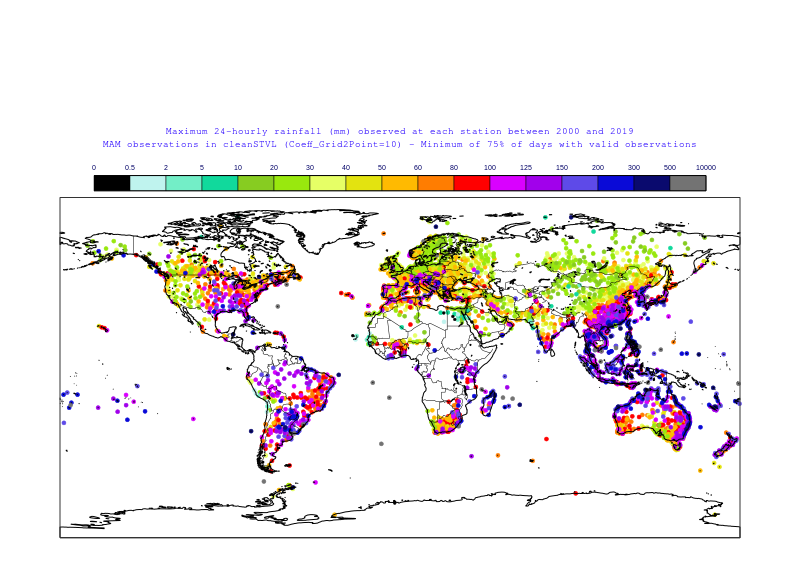 Maximum 24-hourly rainfall (mm) observed at each station between 2000 and 2019
MAM observations in cleanSTVL (Coeff_Grid2Point=10) - Minimum of 75% of days with valid observations
0 0.5 2 5 10 20 30 40 50 60 80 100 125 150 200 300 500 10000